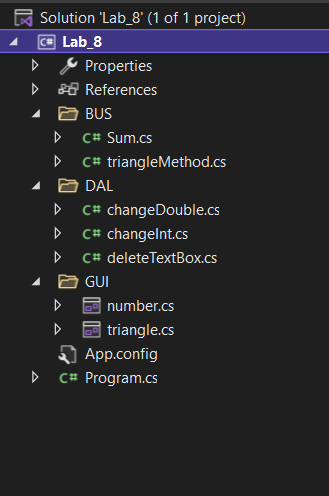 Solution 'Lab_8' (1 of 1 project)
C# Lab_8
Properties
References
BUS
C# Sum.cs
C# triangleMethod.cs
DAL
C# changeDouble.cs
C# changeInt.cs
C# deleteTextBox.cs
GUI
number.cs
triangle.cs
App.config
C# Program.cs